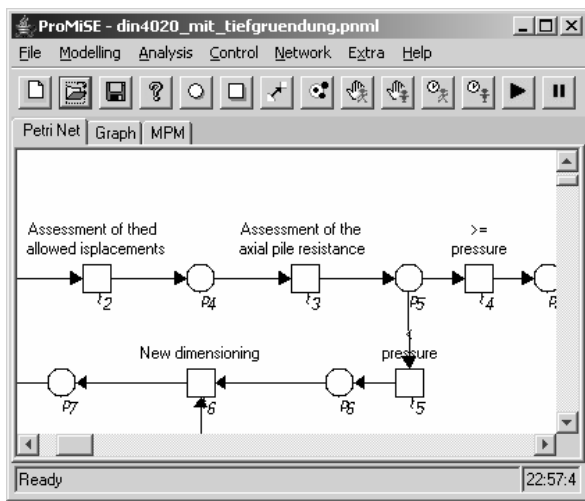 ProMiSE - din4020_mit_tiefgruendung.pnml
File Modelling Analysis Control Network Extra Help
Petri Net Graph MPM
Assessment of thed
allowed isplacements
Assessment of the
axial pile resistance
>=
pressure
t2 p4 t3 p5 t4
New dimensioning
<
pressure
p7 6 p6 t5
Ready 22:57:4